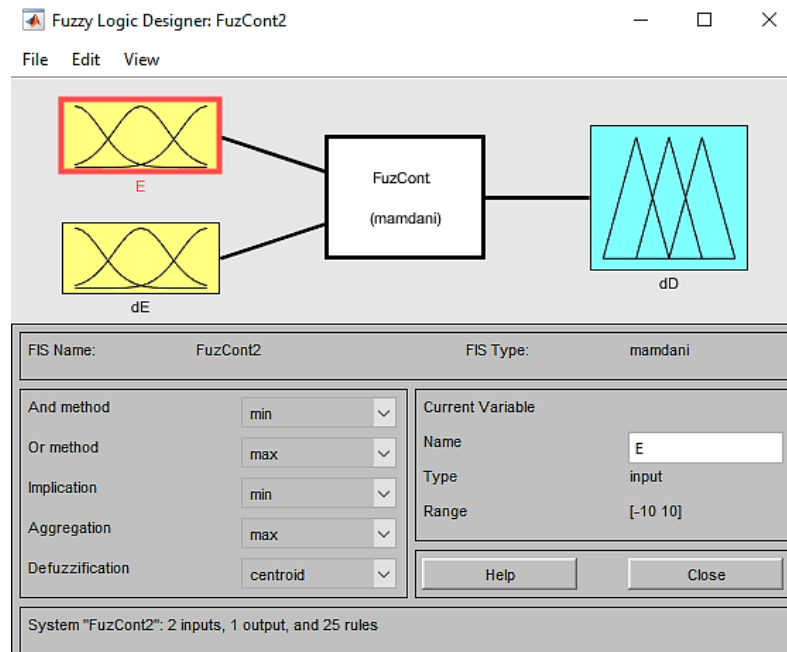 Fuzzy Logic Designer: FuzCont2
File Edit View
E
FuzCont
(mamdani)
dE
dD
FIS Name: FuzCont2 FIS Type: mamdani
And method min
Or method max
Implication min
Aggregation max
Defuzzification centroid
Current Variable
Name E
Type input
Range [-10 10]
Help Close
System "FuzCont2": 2 inputs, 1 output, and 25 rules